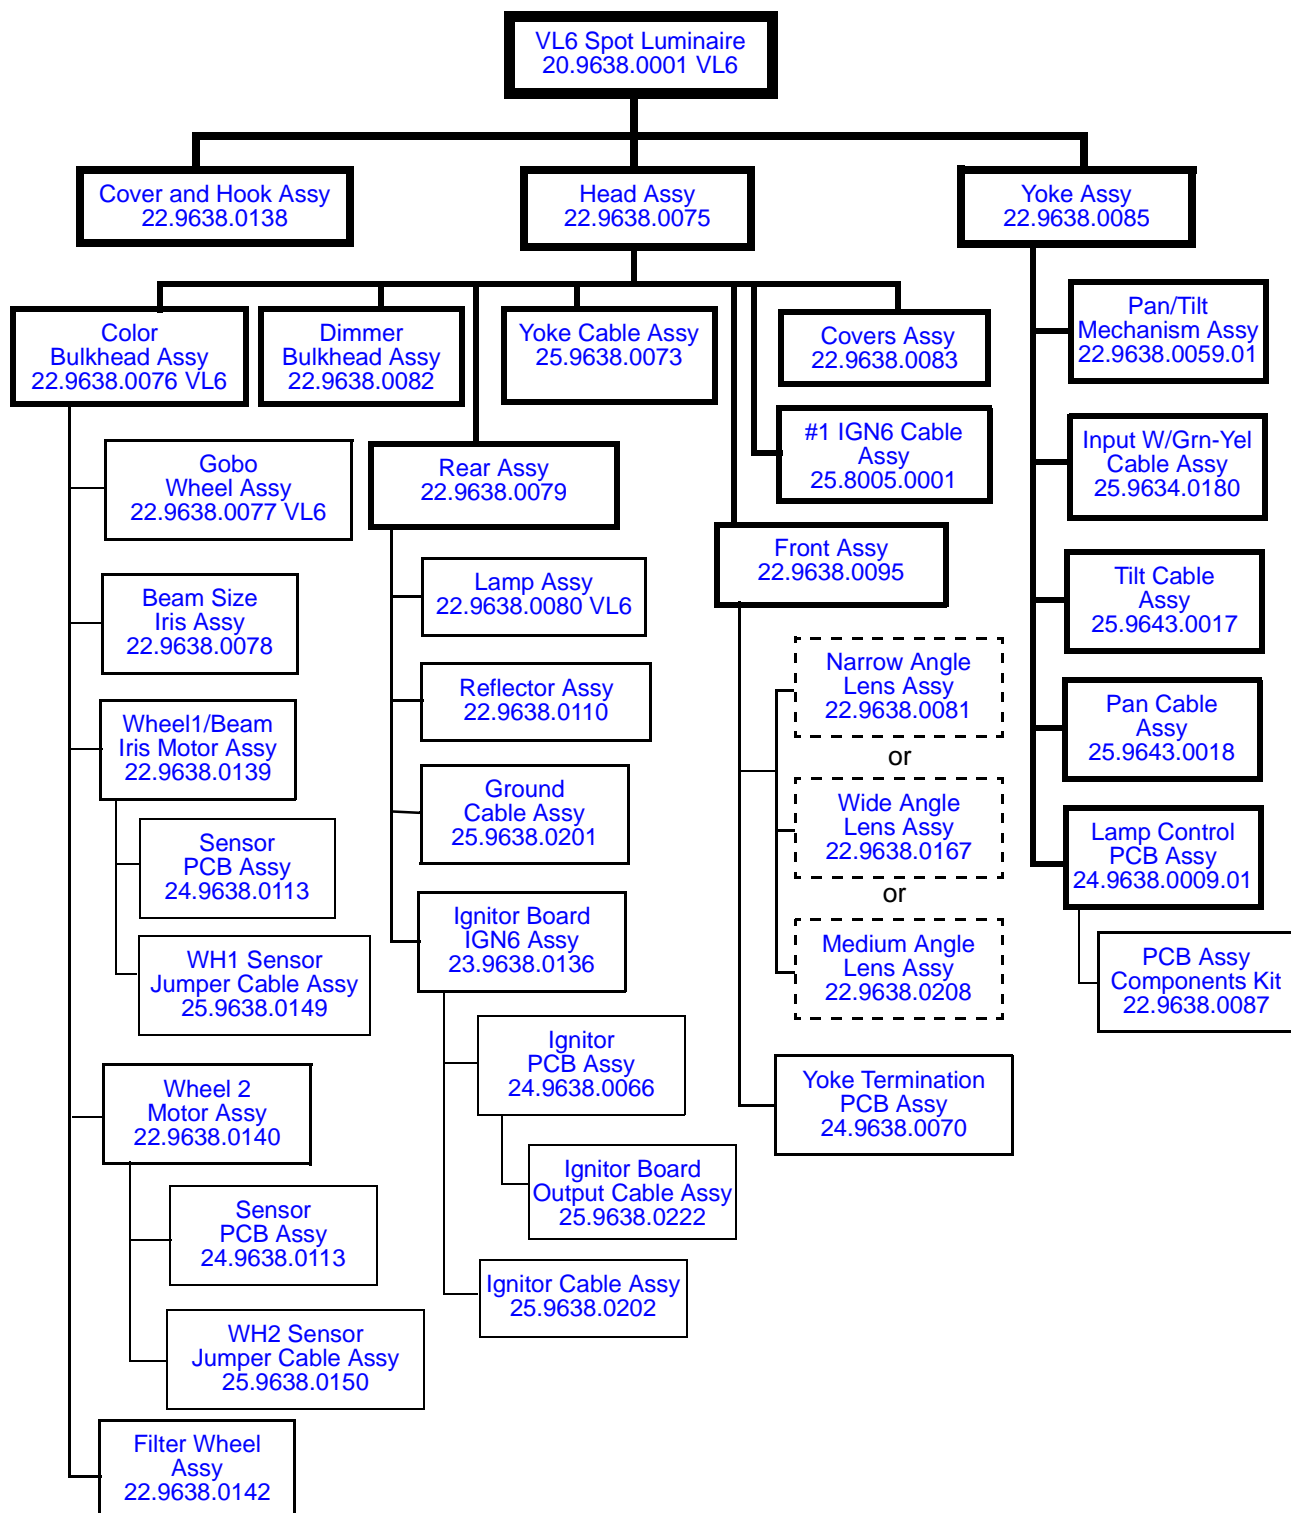 VL6 Spot Luminaire
20.9638.0001 VL6
Cover and Hook Assy
22.9638.0138
Head Assy
22.9638.0075
Yoke Assy
22.9638.0085
Color
Bulkhead Assy
22.9638.0076 VL6
Dimmer
Bulkhead Assy
22.9638.0082
Yoke Cable Assy
25.9638.0073
Covers Assy
22.9638.0083
Pan/Tilt
Mechanism Assy
22.9638.0059.01
Gobo
Wheel Assy
22.9638.0077 VL6
Rear Assy
22.9638.0079
#1 IGN6 Cable
Assy
25.8005.0001
Input W/Grn-Yel
Cable Assy
25.9634.0180
Front Assy
22.9638.0095
Beam Size
Iris Assy
22.9638.0078
Lamp Assy
22.9638.0080 VL6
Tilt Cable
Assy
25.9643.0017
Wheel1/Beam
Iris Motor Assy
22.9638.0139
Reflector Assy
22.9638.0110
Narrow Angle
Lens Assy
22.9638.0081
or
Pan Cable
Assy
25.9643.0018
Sensor
PCB Assy
24.9638.0113
Ground
Cable Assy
25.9638.0201
Wide Angle
Lens Assy
22.9638.0167
or
Lamp Control
PCB Assy
24.9638.0009.01
WH1 Sensor
Jumper Cable Assy
25.9638.0149
Ignitor Board
IGN6 Assy
23.9638.0136
Medium Angle
Lens Assy
22.9638.0208
PCB Assy
Components Kit
22.9638.0087
Wheel 2
Motor Assy
22.9638.0140
Ignitor
PCB Assy
24.9638.0066
Yoke Termination
PCB Assy
24.9638.0070
Sensor
PCB Assy
24.9638.0113
Ignitor Board
Output Cable Assy
25.9638.0222
WH2 Sensor
Jumper Cable Assy
25.9638.0150
Ignitor Cable Assy
25.9638.0202
Filter Wheel
Assy
22.9638.0142